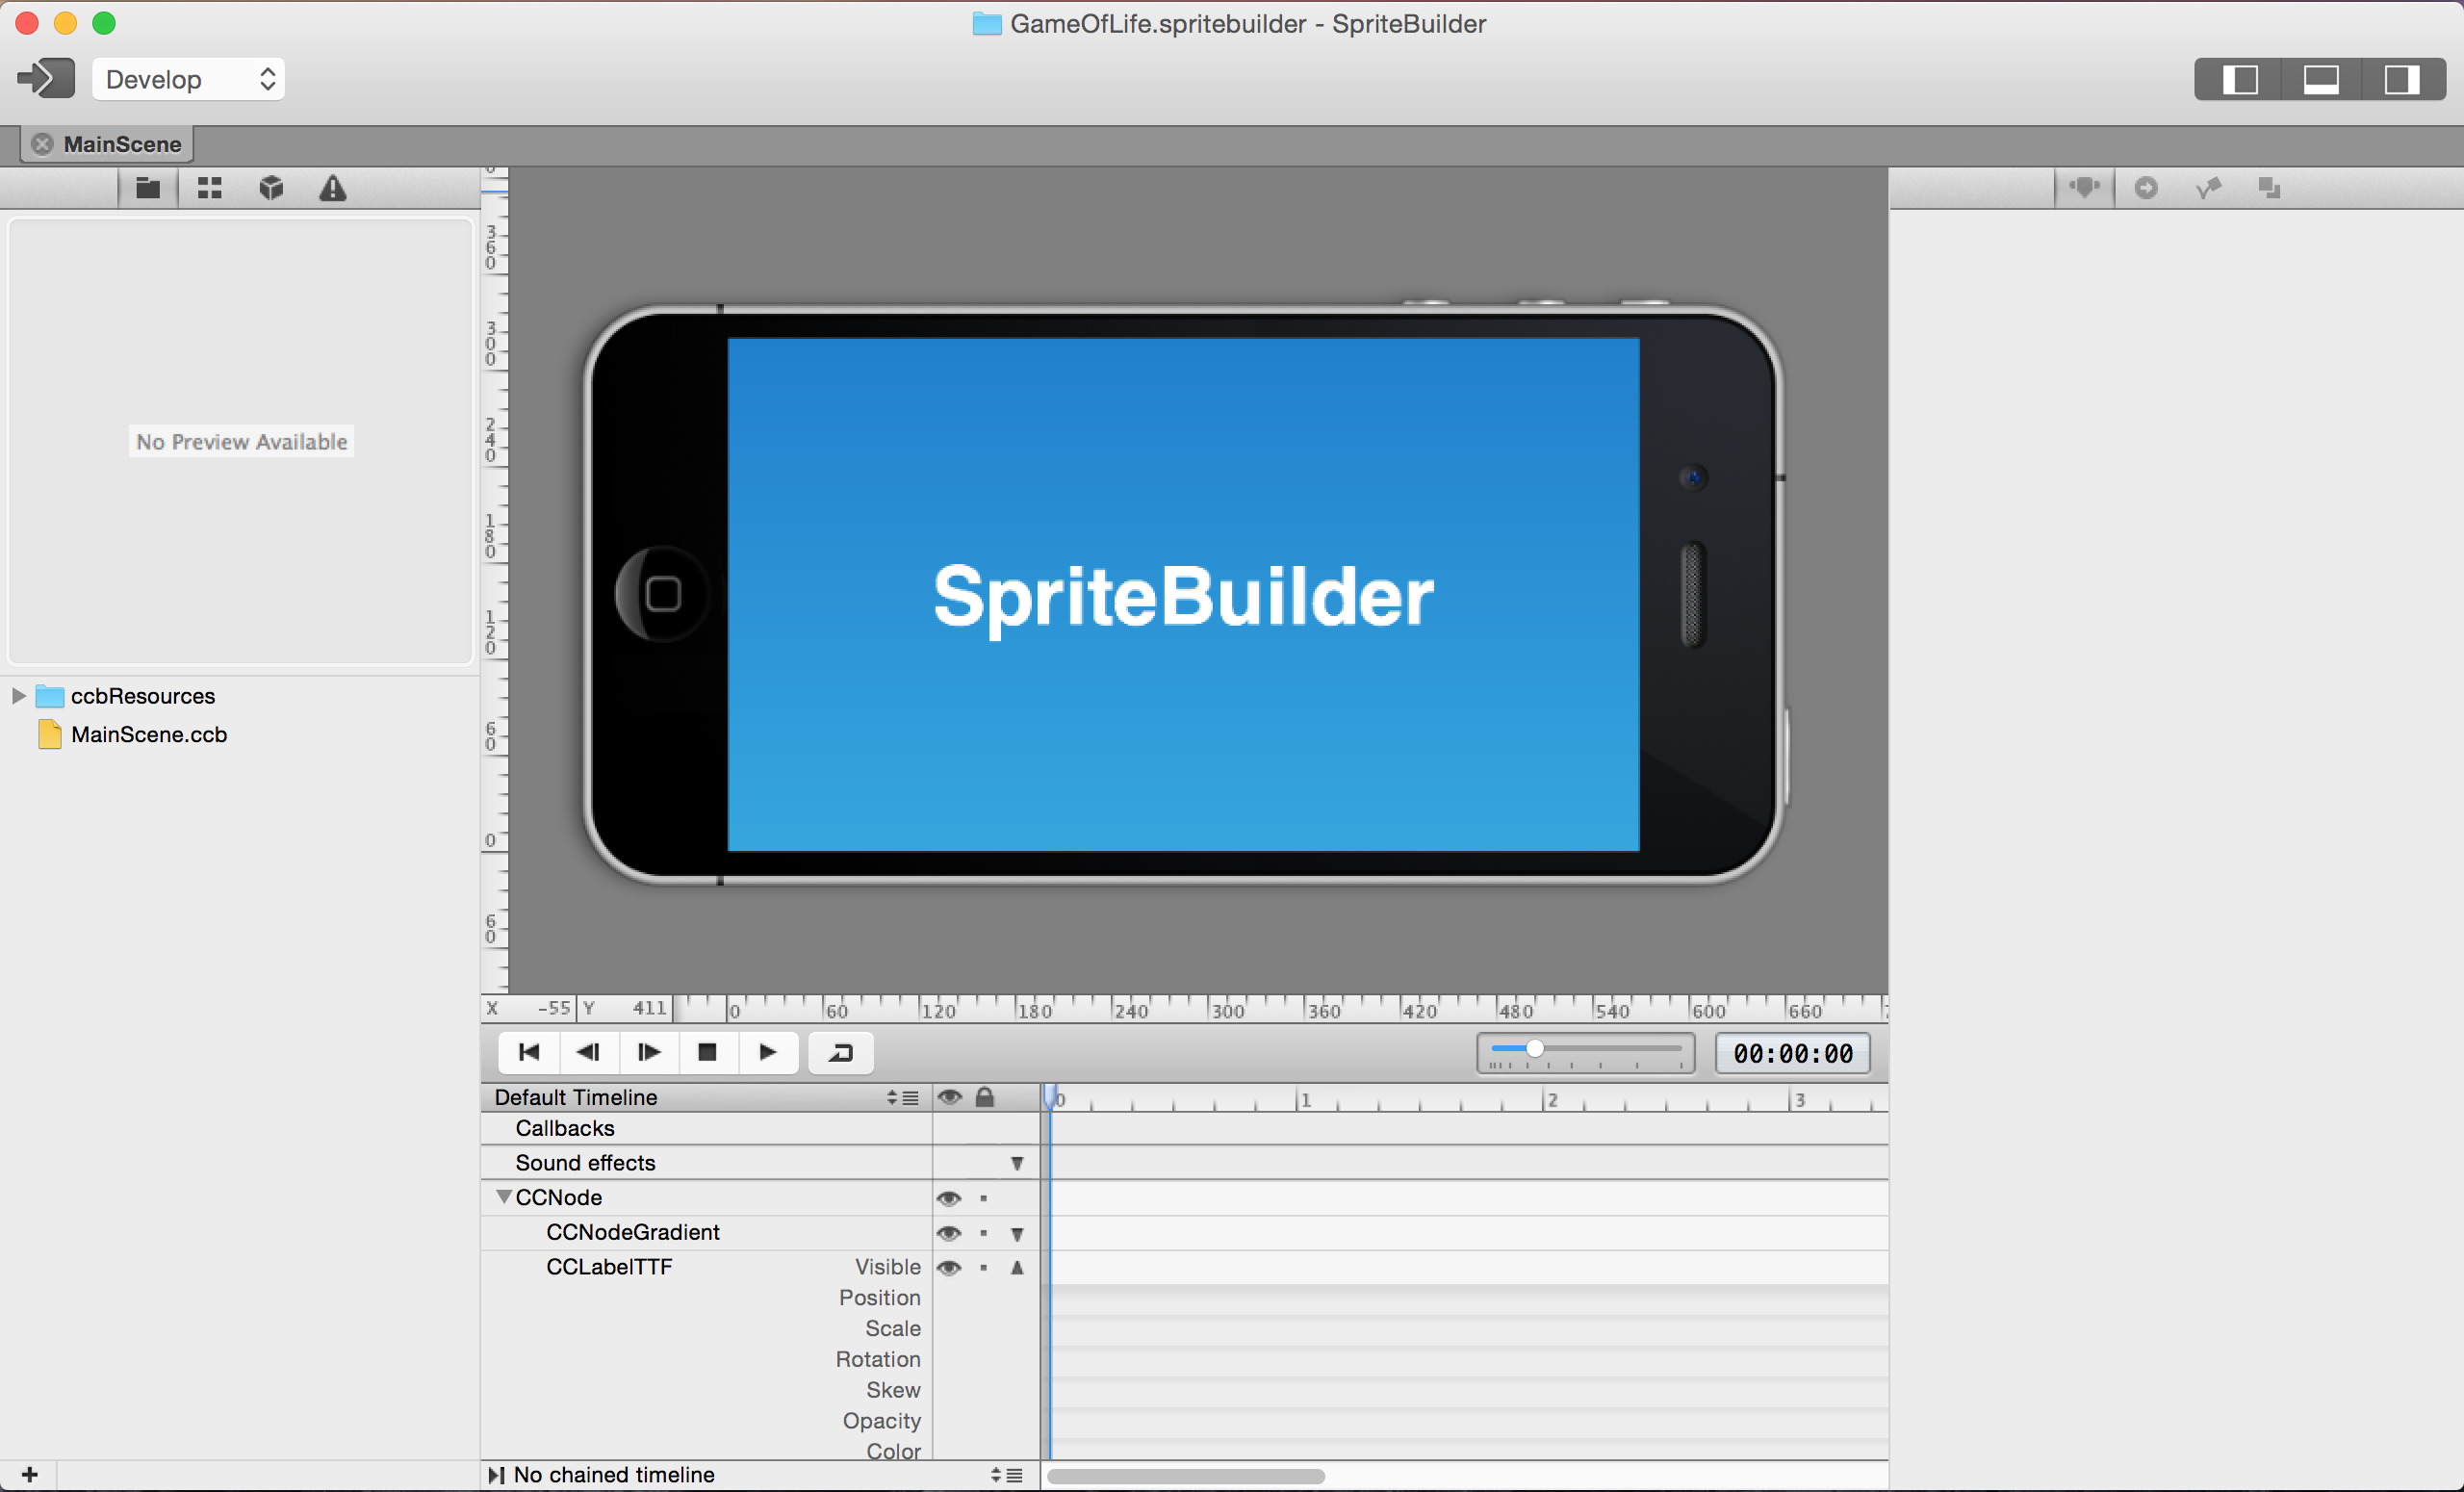 GameOfLife.spritebuilder - SpriteBuilder
Develop
MainScene
No Preview Available
ccbResources
MainScene.ccb
360
300
240
180
120
60
0
60
SpriteBuilder
X -55 Y 411 0 60 120 180 240 300 360 420 480 540 600 660
00:00:00
Default Timeline 0 1 2 3
Callbacks
Sound effects
CCNode
CCNodeGradient
CCLabelTTF Visible
Position
Scale
Rotation
Skew
Opacity
Color
No chained timeline